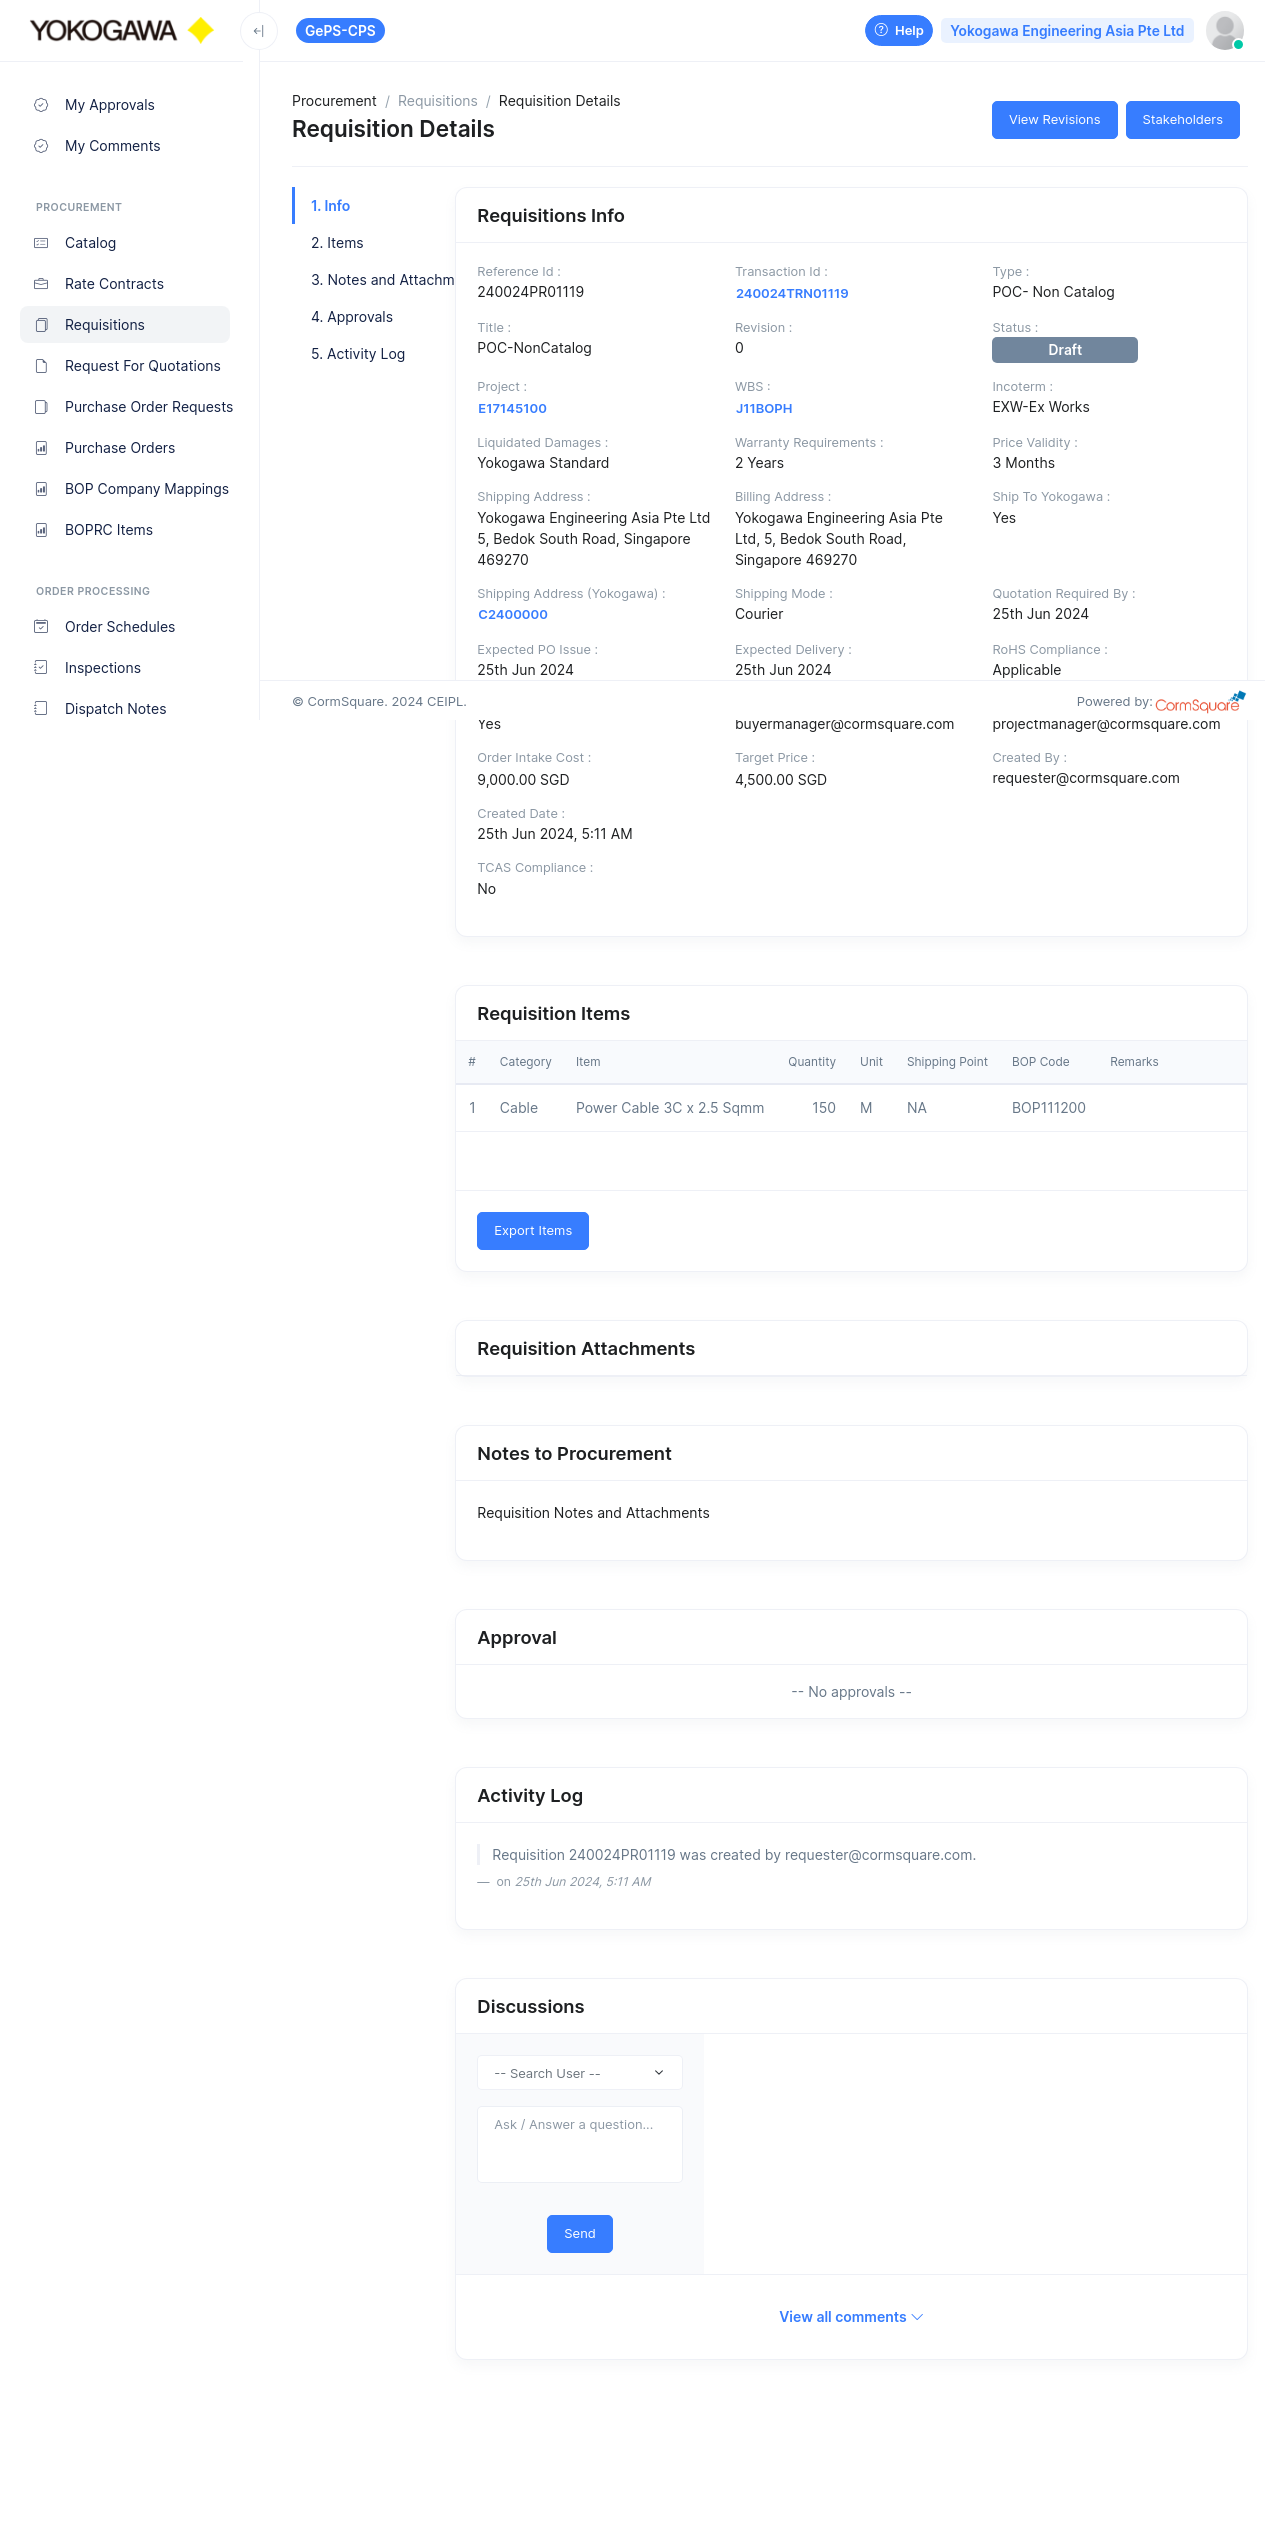 YOKOGAWA
GePS-CPS
Help
Yokogawa Engineering Asia Pte Ltd
My Approvals
My Comments
PROCUREMENT
Catalog
Rate Contracts
Requisitions
Request For Quotations
Purchase Order Requests
Purchase Orders
BOP Company Mappings
BOPRC Items
ORDER PROCESSING
Order Schedules
Inspections
Dispatch Notes
Procurement / Requisitions / Requisition Details
Requisition Details
View Revisions
Stakeholders
1. Info
2. Items
3. Notes and Attachm
4. Approvals
5. Activity Log
Requisitions Info
Reference Id :
240024PR01119
Transaction Id :
240024TRN01119
Type :
POC- Non Catalog
Title :
POC-NonCatalog
Revision :
0
Status :
Draft
Project :
E17145100
WBS :
J11BOPH
Incoterm :
EXW-Ex Works
Liquidated Damages :
Yokogawa Standard
Warranty Requirements :
2 Years
Price Validity :
3 Months
Shipping Address :
Yokogawa Engineering Asia Pte Ltd
5, Bedok South Road, Singapore
469270
Billing Address :
Yokogawa Engineering Asia Pte
Ltd, 5, Bedok South Road,
Singapore 469270
Ship To Yokogawa :
Yes
Shipping Address (Yokogawa) :
C2400000
Shipping Mode :
Courier
Quotation Required By :
25th Jun 2024
Expected PO Issue :
25th Jun 2024
Expected Delivery :
25th Jun 2024
RoHS Compliance :
Applicable
© CormSquare. 2024 CEIPL.
Powered by: CormSquare
Yes
buyermanager@cormsquare.com
projectmanager@cormsquare.com
Order Intake Cost :
9,000.00 SGD
Target Price :
4,500.00 SGD
Created By :
requester@cormsquare.com
Created Date :
25th Jun 2024, 5:11 AM
TCAS Compliance :
No
Requisition Items
# Category Item Quantity Unit Shipping Point BOP Code Remarks
1 Cable Power Cable 3C x 2.5 Sqmm 150 M NA BOP111200
Export Items
Requisition Attachments
Notes to Procurement
Requisition Notes and Attachments
Approval
-- No approvals --
Activity Log
Requisition 240024PR01119 was created by requester@cormsquare.com.
— on 25th Jun 2024, 5:11 AM
Discussions
-- Search User --
Ask / Answer a question...
Send
View all comments